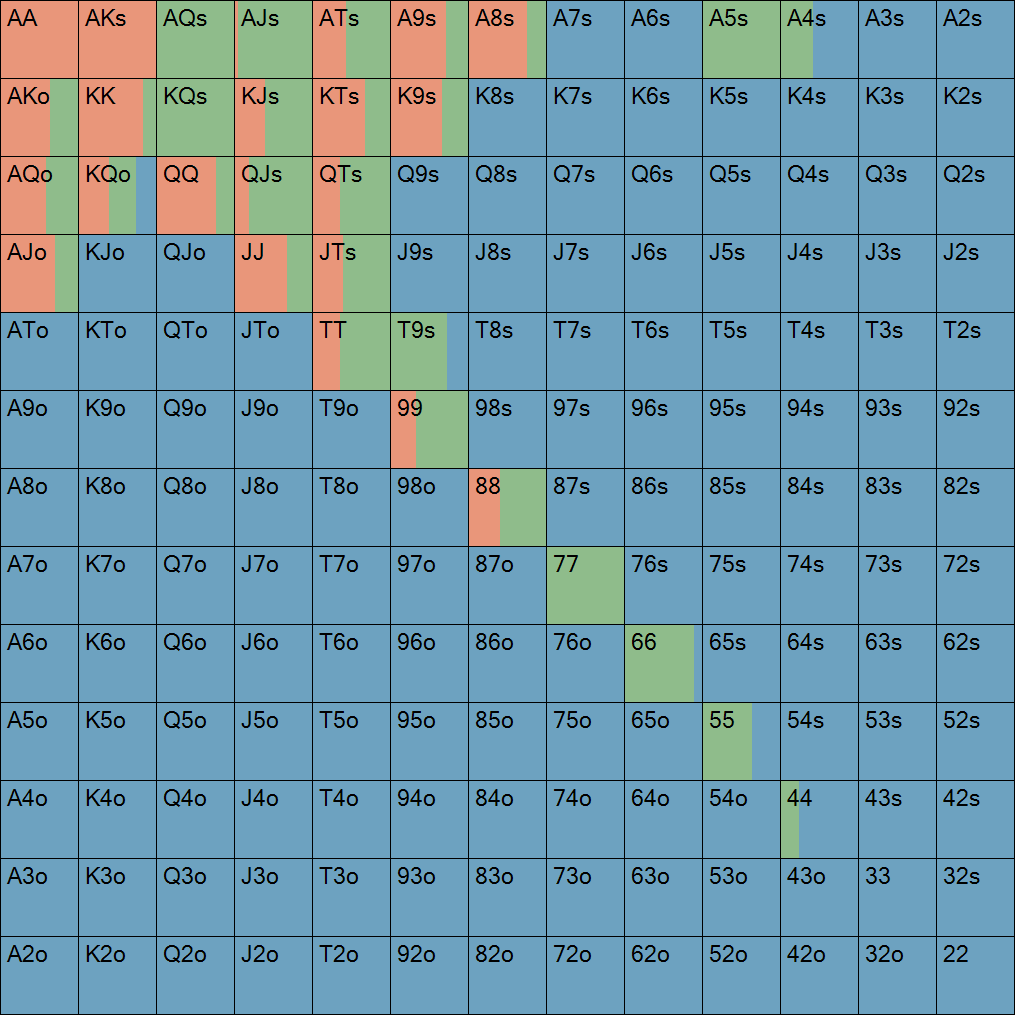 AA AKs AQs AJs ATs A9s A8s A7s A6s A5s A4s A3s A2s
AKo KK KQs KJs KTs K9s K8s K7s K6s K5s K4s K3s K2s
AQo KQo QQ QJs QTs Q9s Q8s Q7s Q6s Q5s Q4s Q3s Q2s
AJo KJo QJo JJ JTs J9s J8s J7s J6s J5s J4s J3s J2s
ATo KTo QTo JTo TT T9s T8s T7s T6s T5s T4s T3s T2s
A9o K9o Q9o J9o T9o 99 98s 97s 96s 95s 94s 93s 92s
A8o K8o Q8o J8o T8o 98o 88 87s 86s 85s 84s 83s 82s
A7o K7o Q7o J7o T7o 97o 87o 77 76s 75s 74s 73s 72s
A6o K6o Q6o J6o T6o 96o 86o 76o 66 65s 64s 63s 62s
A5o K5o Q5o J5o T5o 95o 85o 75o 65o 55 54s 53s 52s
A4o K4o Q4o J4o T4o 94o 84o 74o 64o 54o 44 43s 42s
A3o K3o Q3o J3o T3o 93o 83o 73o 63o 53o 43o 33 32s
A2o K2o Q2o J2o T2o 92o 82o 72o 62o 52o 42o 32o 22